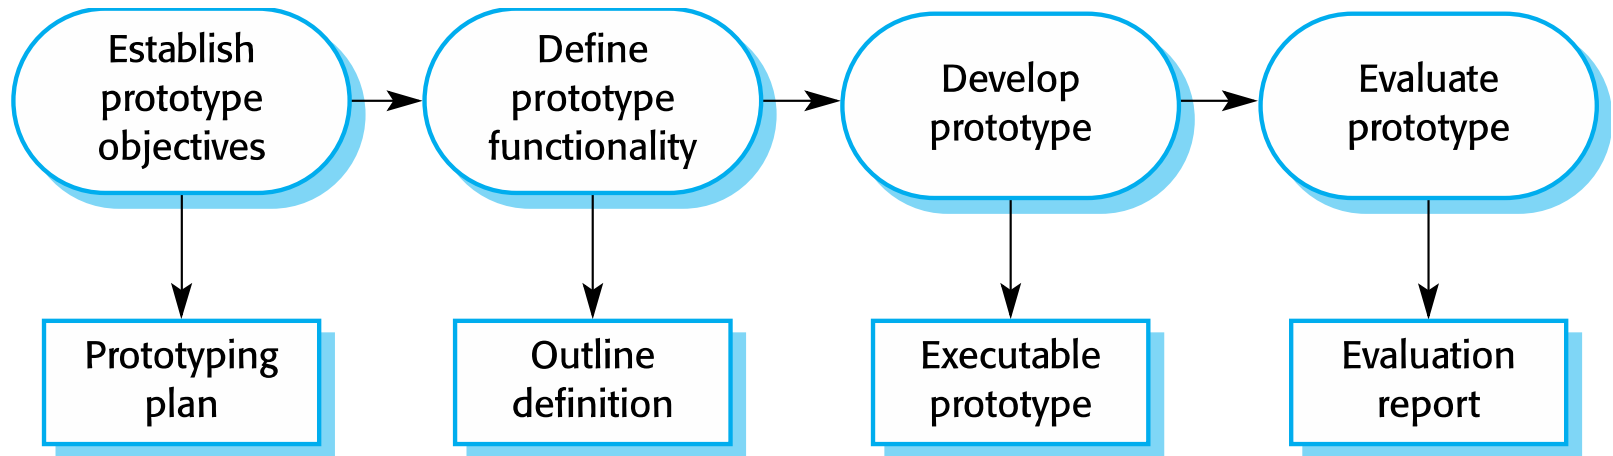 Establish
prototype
objectives
Define
prototype
functionality
Develop
prototype
Evaluate
prototype
Prototyping
plan
Outline
definition
Executable
prototype
Evaluation
report